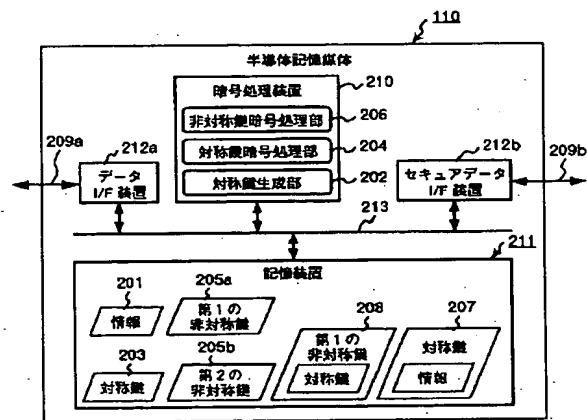 110
半導体記憶媒体
210
暗号処理装置
206
非対称鍵暗号処理部
204
対称鍵暗号処理部
202
対称鍵生成部
209a
212a
データ
I/F 装置
212b
209b
セキュアデータ
I/F 装置
213
211
記憶装置
201
情報
205a
第1の
非対称鍵
203
対称鍵
205b
第2の
非対称鍵
208
第1の
非対称鍵
対称鍵
207
対称鍵
情報